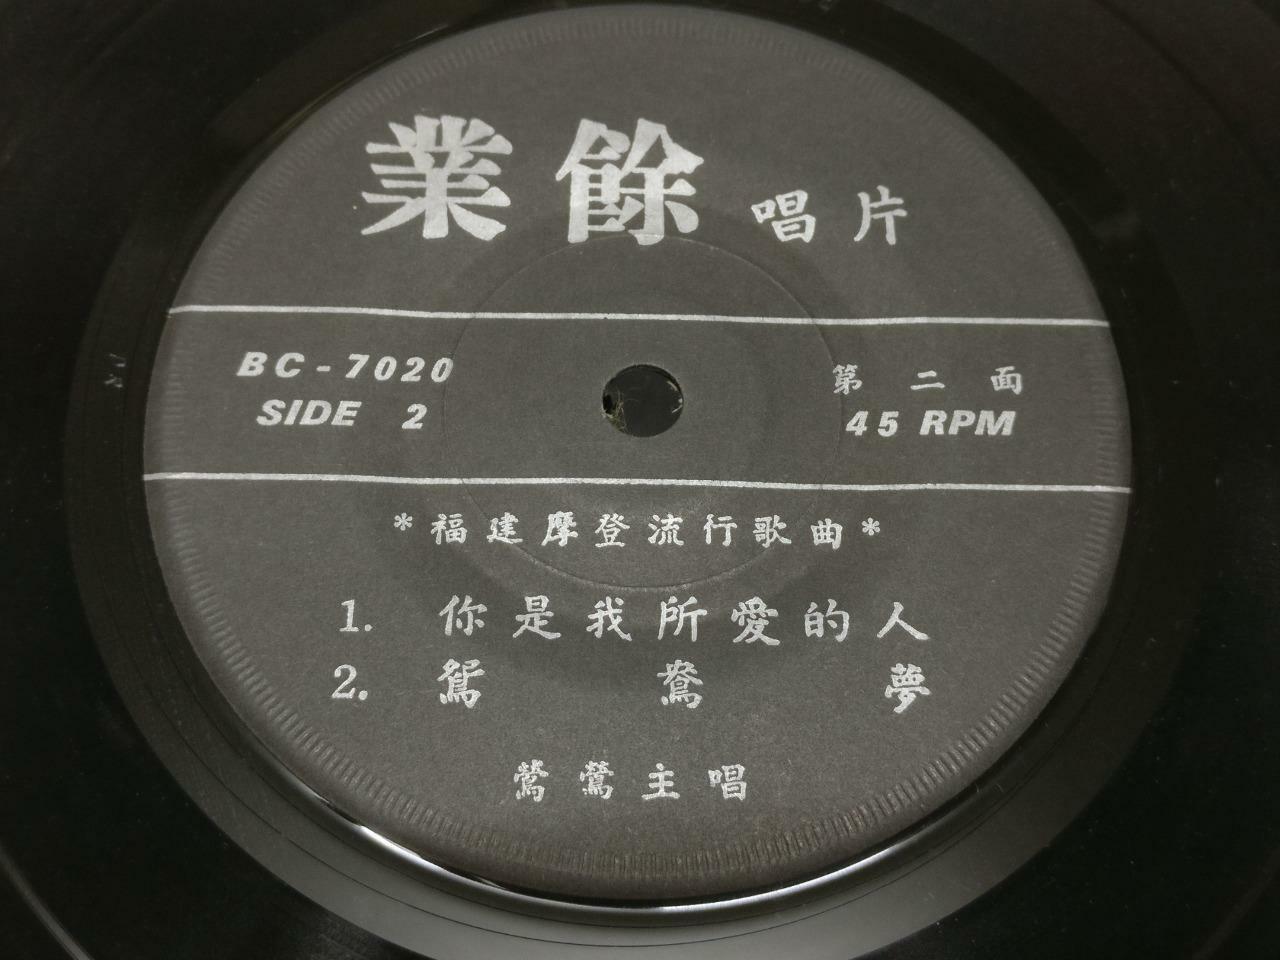 業餘唱片
BC-7020
SIDE 2
第二面
45 RPM
*福建摩登流行歌曲*
1. 你是我所愛的人
2. 鴛鴦夢
鶯鶯主唱